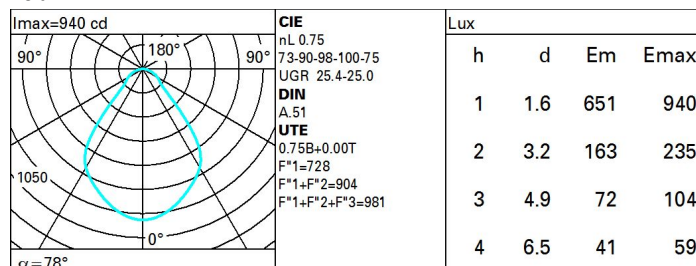 Imax=940 cd
90°
180°
90°
1050
0°
α=78°
CIE
nL 0.75
73-90-98-100-75
UGR 25.4-25.0
DIN
A.51
UTE
0.75B+0.00T
F"1=728
F"1+F"2=904
F"1+F"2+F"3=981
Lux
h d Em Emax
1 1.6 651 940
2 3.2 163 235
3 4.9 72 104
4 6.5 41 59